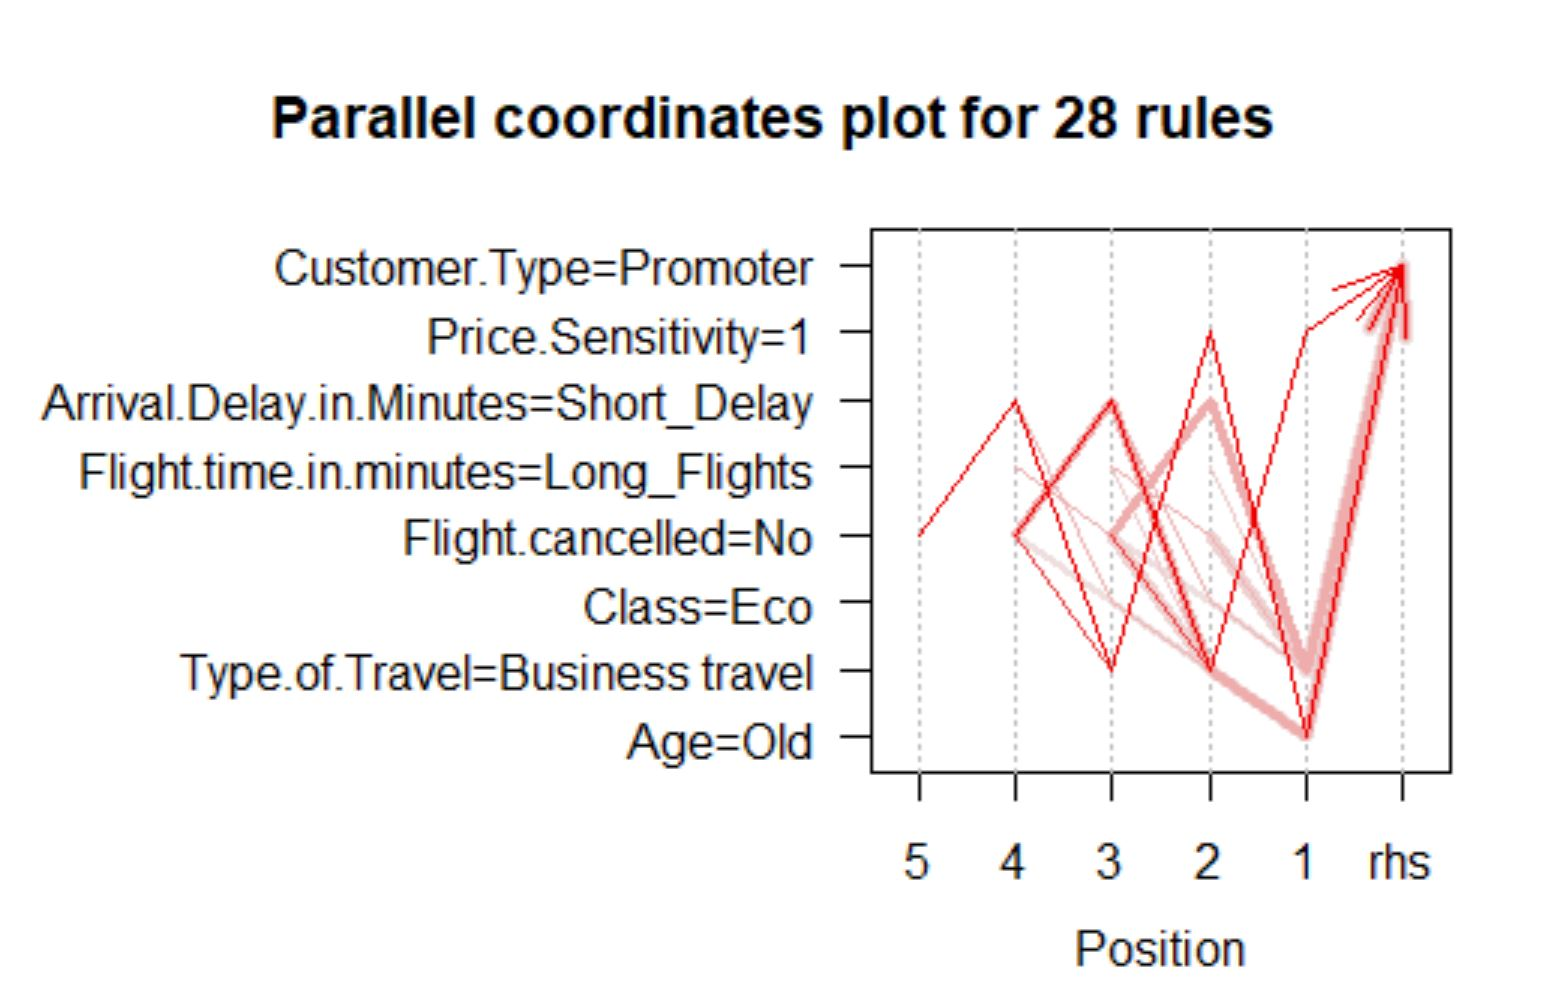 Parallel coordinates plot for 28 rules
Customer.Type=Promoter
Price.Sensitivity=1
Arrival.Delay.in.Minutes=Short_Delay
Flight.time.in.minutes=Long_Flights
Flight.cancelled=No
Class=Eco
Type.of.Travel=Business travel
Age=Old
5 4 3 2 1 rhs
Position